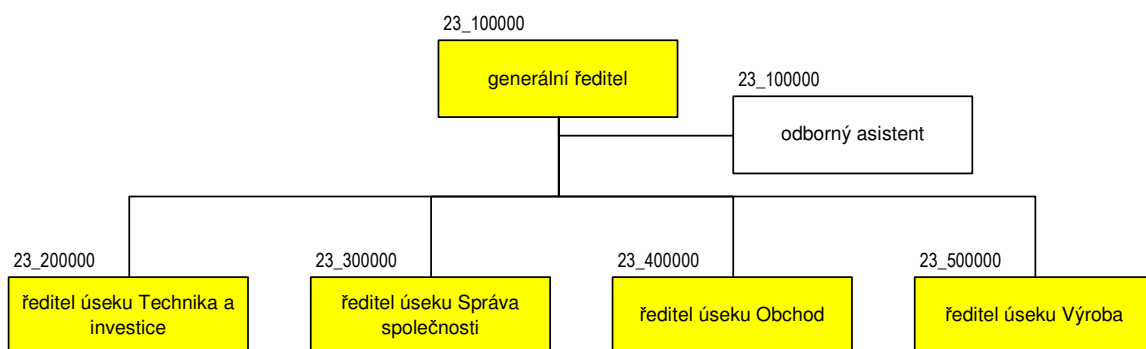 23_100000
generální ředitel
23_100000
odborný asistent
23_200000
ředitel úseku Technika a
investice
23_300000
ředitel úseku Správa
společnosti
23_400000
ředitel úseku Obchod
23_500000
ředitel úseku Výroba